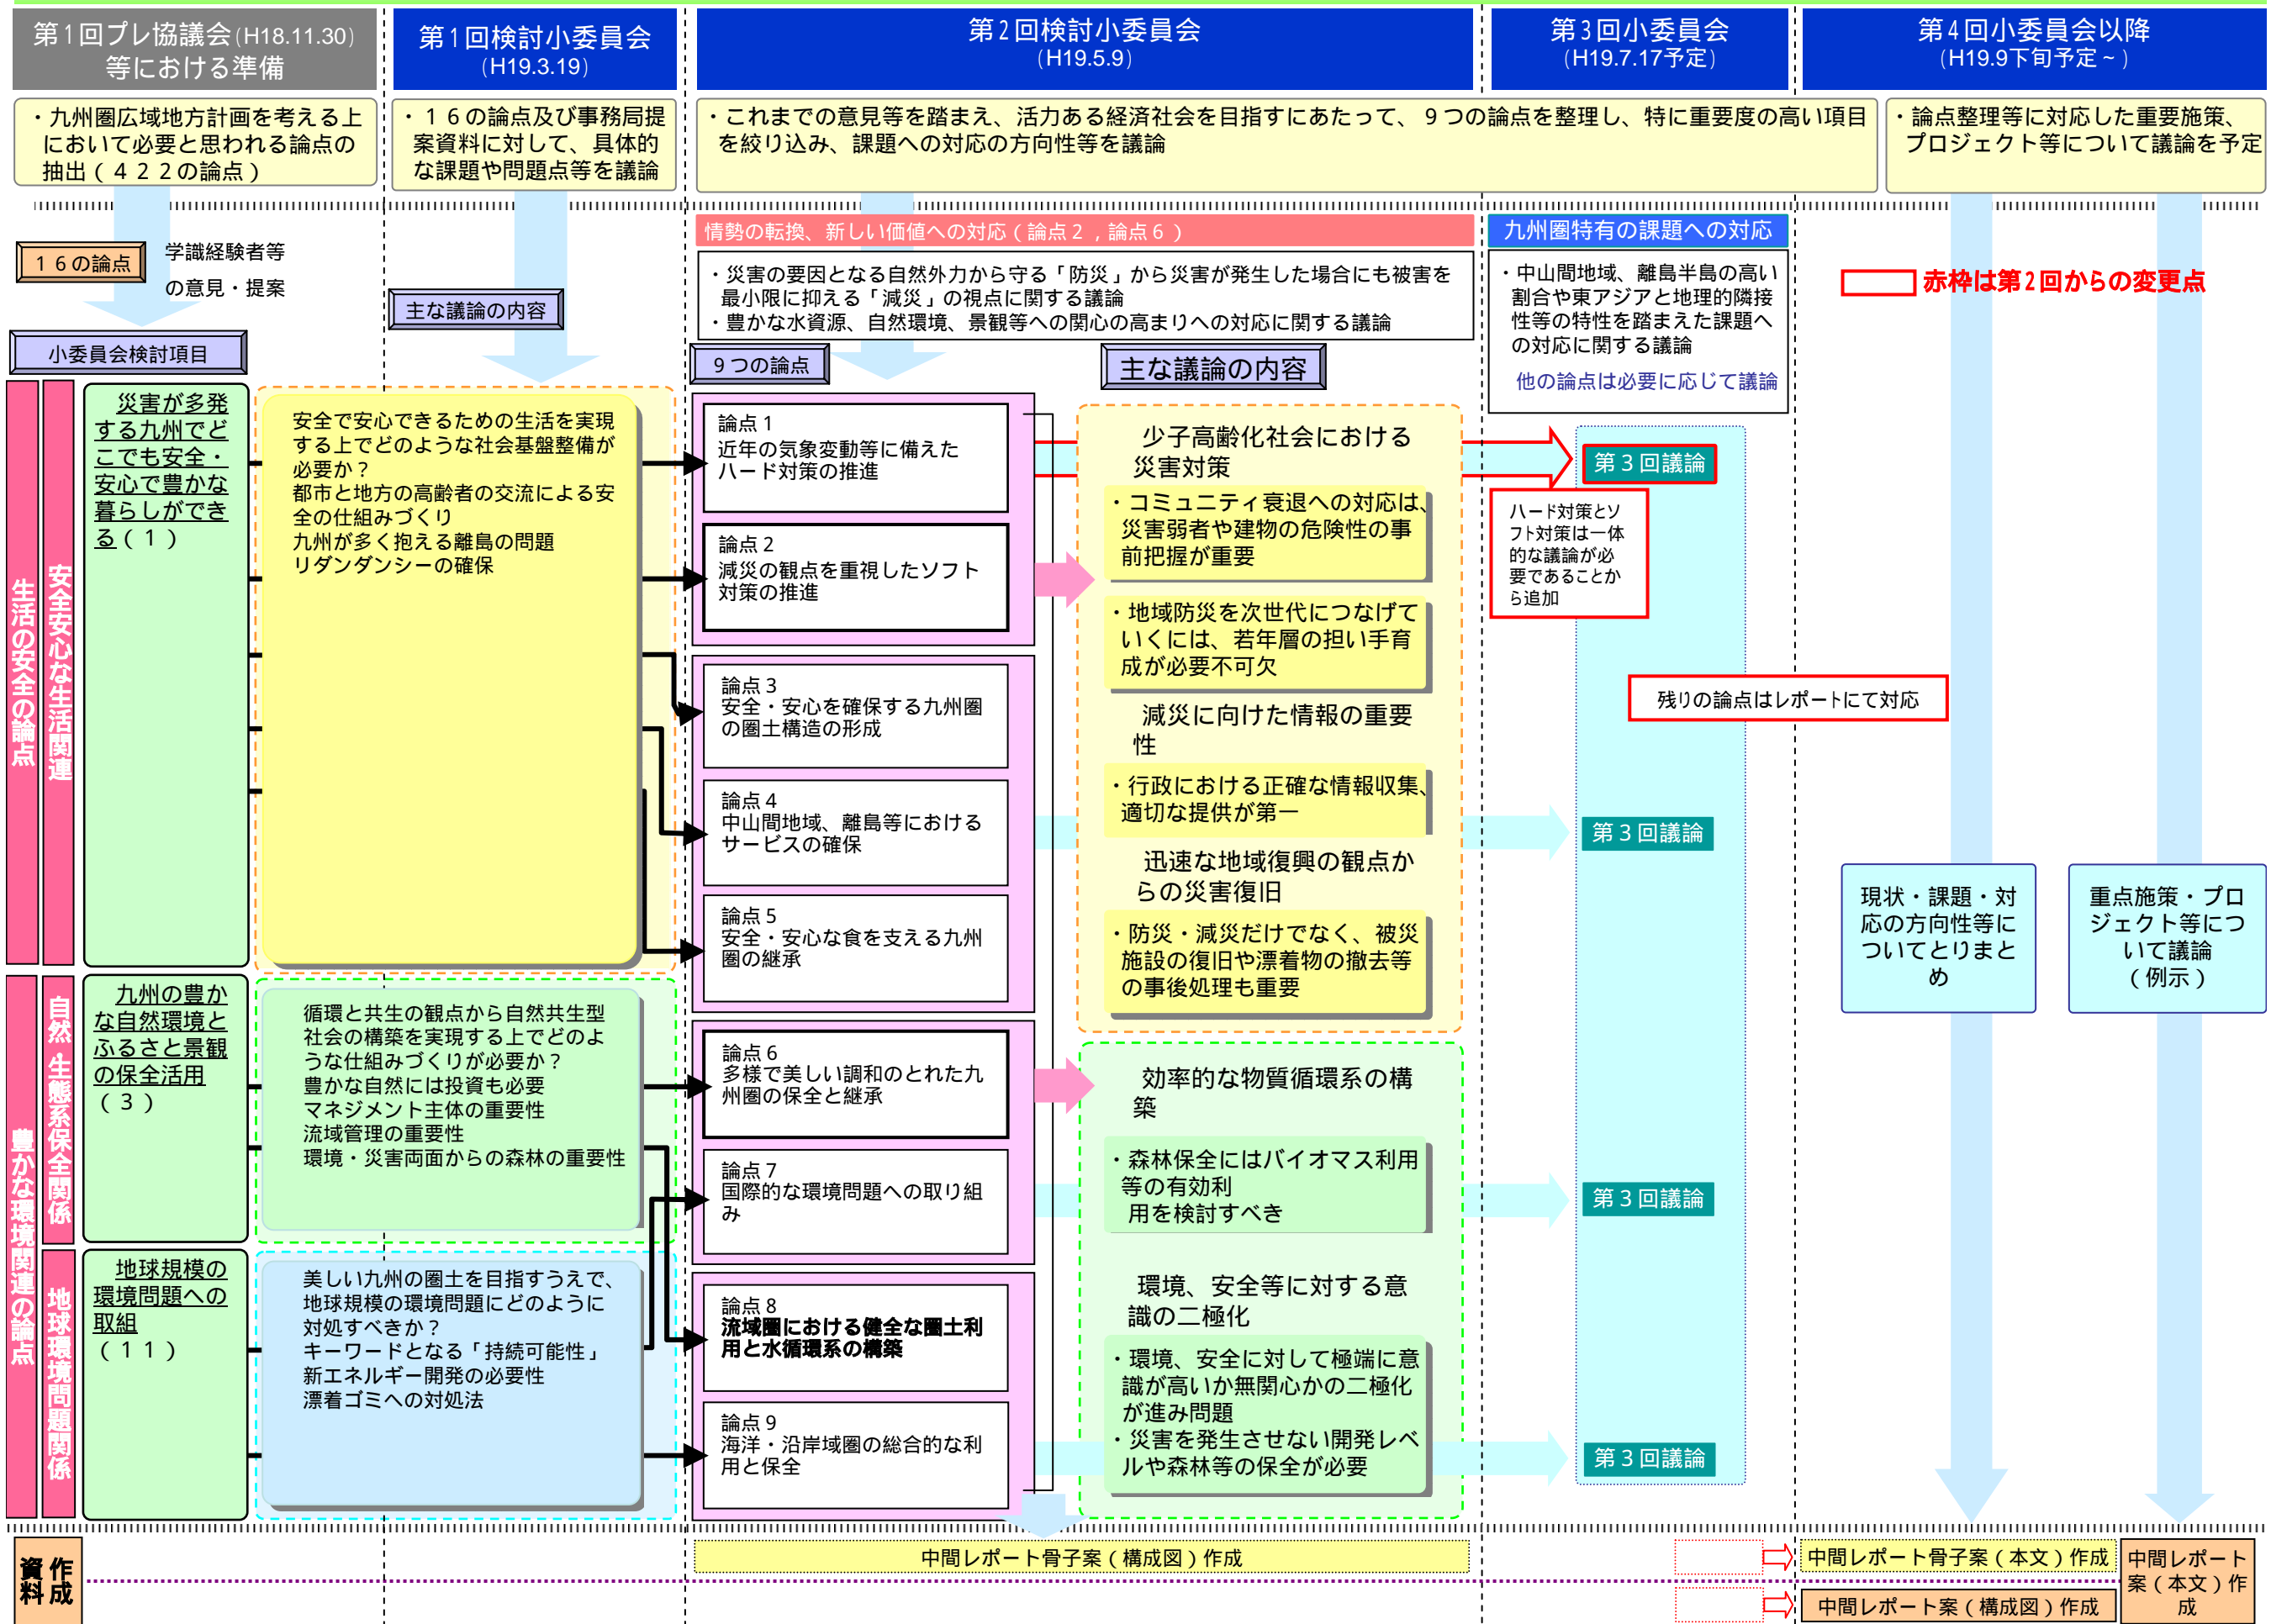 第1回プレ協議会(H18.11.30)
等における準備
第1回検討小委員会
(H19.3.19)
第2回検討小委員会
(H19.5.9)
第3回小委員会
(H19.7.17予定)
第4回小委員会以降
(H19.9下旬予定~)
・九州圏広域地方計画を考える上
において必要と思われる論点の
抽出(422の論点)
・16の論点及び事務局提
案資料に対して、具体的
な課題や問題点等を議論
・これまでの意見等を踏まえ、活力ある経済社会を目指すにあたって、9つの論点を整理し、特に重要度の高い項目
を絞り込み、課題への対応の方向性等を議論
・論点整理等に対応した重要施策、
プロジェクト等について議論を予定
16の論点
学識経験者等
の意見・提案
小委員会検討項目
主な議論の内容
情勢の転換、新しい価値への対応(論点2,論点6)
・災害の要因となる自然外力から守る「防災」から災害が発生した場合にも被害を
最小限に抑える「減災」の視点に関する議論
・豊かな水資源、自然環境、景観等への関心の高まりへの対応に関する議論
9つの論点
主な議論の内容
九州圏特有の課題への対応
・中山間地域、離島半島の高い
割合や東アジアと地理的隣接
性等の特性を踏まえた課題へ
の対応に関する議論
他の論点は必要に応じて議論
赤枠は第2回からの変更点
生活の安全の論点
安全安心な生活関連
災害が多発
する九州でど
こでも安全・
安心で豊かな
暮らしができ
る(1)
安全で安心できるための生活を実現
する上でどのような社会基盤整備が
必要か?
都市と地方の高齢者の交流による安
全の仕組みづくり
九州が多く抱える離島の問題
リダンダンシーの確保
論点1
近年の気象変動等に備えた
ハード対策の推進
論点2
減災の観点を重視したソフト
対策の推進
論点3
安全・安心を確保する九州圏
の圏土構造の形成
論点4
中山間地域、離島等における
サービスの確保
論点5
安全・安心な食を支える九州
圏の継承
少子高齢化社会における
災害対策
・コミュニティ衰退への対応は、
災害弱者や建物の危険性の事
前把握が重要
・地域防災を次世代につなげて
いくには、若年層の担い手育
成が必要不可欠
減災に向けた情報の重要
性
・行政における正確な情報収集、
適切な提供が第一
迅速な地域復興の観点か
らの災害復旧
・防災・減災だけでなく、被災
施設の復旧や漂着物の撤去等
の事後処理も重要
第3回議論
ハード対策とソ
フト対策は一体
的な議論が必
要であることか
ら追加
残りの論点はレポートにて対応
第3回議論
現状・課題・対
応の方向性等に
ついてとりまと
め
重点施策・プロ
ジェクト等につ
いて議論
(例示)
豊かな環境関連の論点
自然・生態系保全関係
九州の豊か
な自然環境と
ふるさと景観
の保全活用
(3)
循環と共生の観点から自然共生型
社会の構築を実現する上でどのよ
うな仕組みづくりが必要か?
豊かな自然には投資も必要
マネジメント主体の重要性
流域管理の重要性
環境・災害両面からの森林の重要性
論点6
多様で美しい調和のとれた九
州圏の保全と継承
論点7
国際的な環境問題への取り組
み
効率的な物質循環系の構
築
・森林保全にはバイオマス利用
等の有効利
用を検討すべき
第3回議論
地球環境問題関係
地球規模の
環境問題への
取組
(11)
美しい九州の圏土を目指すうえで、
地球規模の環境問題にどのように
対処すべきか?
キーワードとなる「持続可能性」
新エネルギー開発の必要性
漂着ゴミへの対処法
論点8
流域圏における健全な圏土利
用と水循環系の構築
論点9
海洋・沿岸域圏の総合的な利
用と保全
環境、安全等に対する意
識の二極化
・環境、安全に対して極端に意
識が高いか無関心かの二極化
が進み問題
・災害を発生させない開発レベ
ルや森林等の保全が必要
第3回議論
資料作成
中間レポート骨子案(構成図)作成
中間レポート骨子案(本文)作成
中間レポート案(構成図)作成
中間レポート
案(本文)作
成